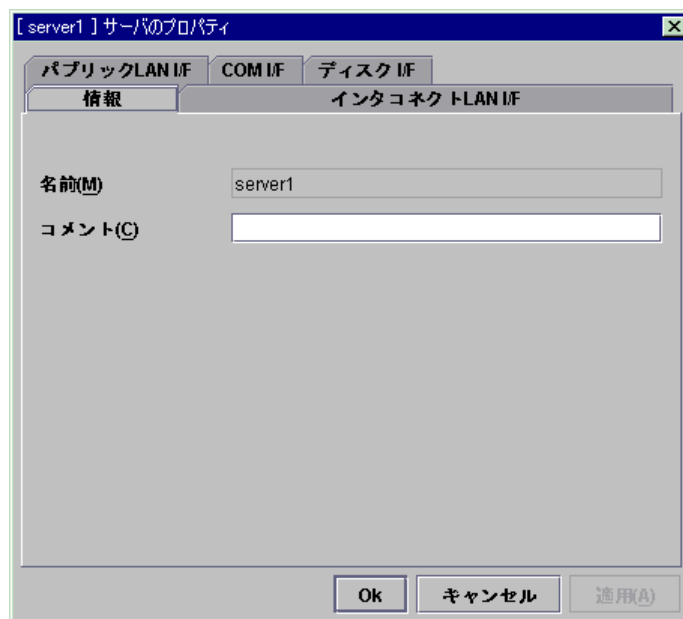 [ server1 ] サーバのプロパティ
パブリックLAN I/F COM I/F ディスク I/F
情報 インタコネクトLAN I/F
名前(M) server1
コメント(C)
Ok キャンセル 適用(A)